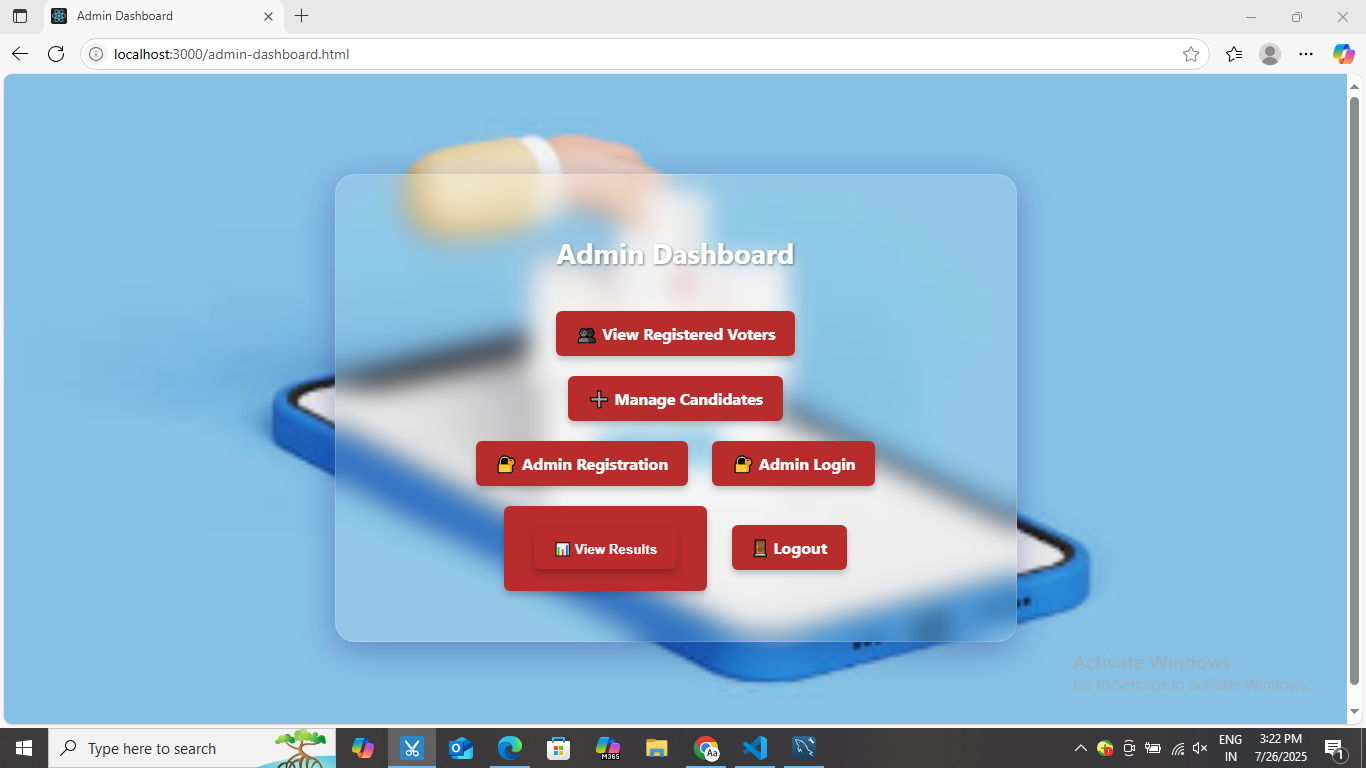 Admin Dashboard
localhost:3000/admin-dashboard.html
Admin Dashboard
👥 View Registered Voters
➕ Manage Candidates
🔐 Admin Registration
🔐 Admin Login
📊 View Results
🚪 Logout
Activate Windows
Go to Settings to activate Windows.
Type here to search
M365
Aa
ENG
IN
3:22 PM
7/26/2025
1